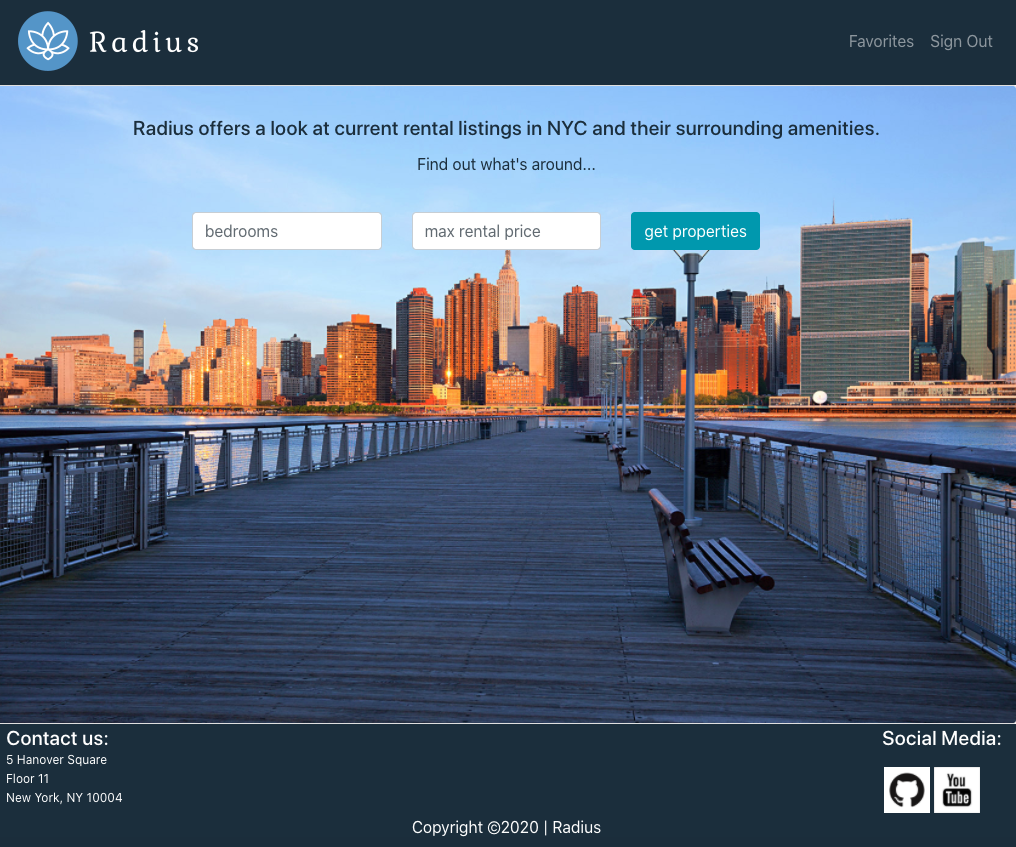 Radius
Favorites
Sign Out
Radius offers a look at current rental listings in NYC and their surrounding amenities.
Find out what's around...
bedrooms
max rental price
get properties
Contact us:
5 Hanover Square
Floor 11
New York, NY 10004
Social Media:
You
Tube
Copyright ©2020 | Radius